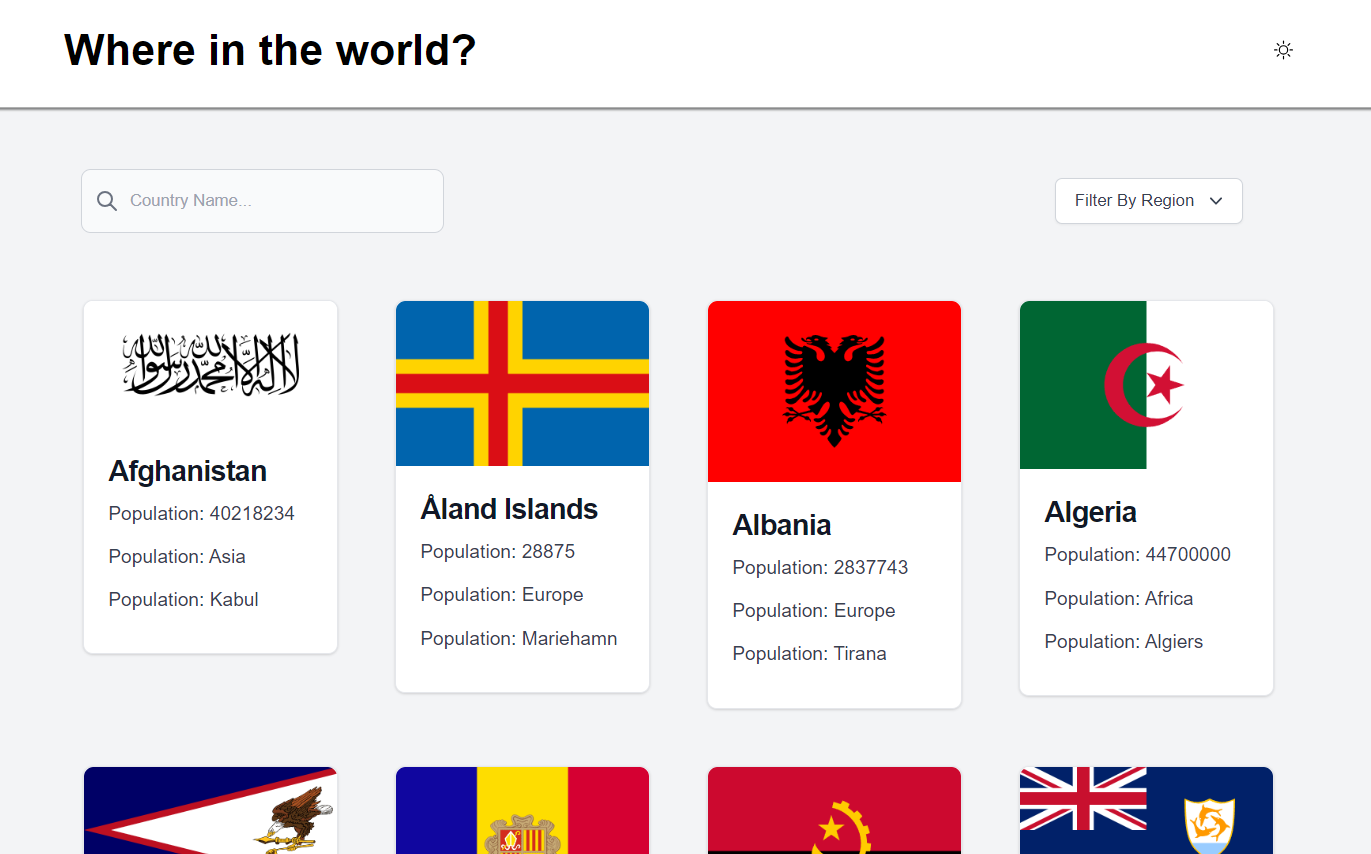 Where in the world?
Country Name...
Filter By Region
لا إله إلا الله محمد رسول الله
Afghanistan
Population: 40218234
Population: Asia
Population: Kabul
Åland Islands
Population: 28875
Population: Europe
Population: Mariehamn
Albania
Population: 2837743
Population: Europe
Population: Tirana
Algeria
Population: 44700000
Population: Africa
Population: Algiers